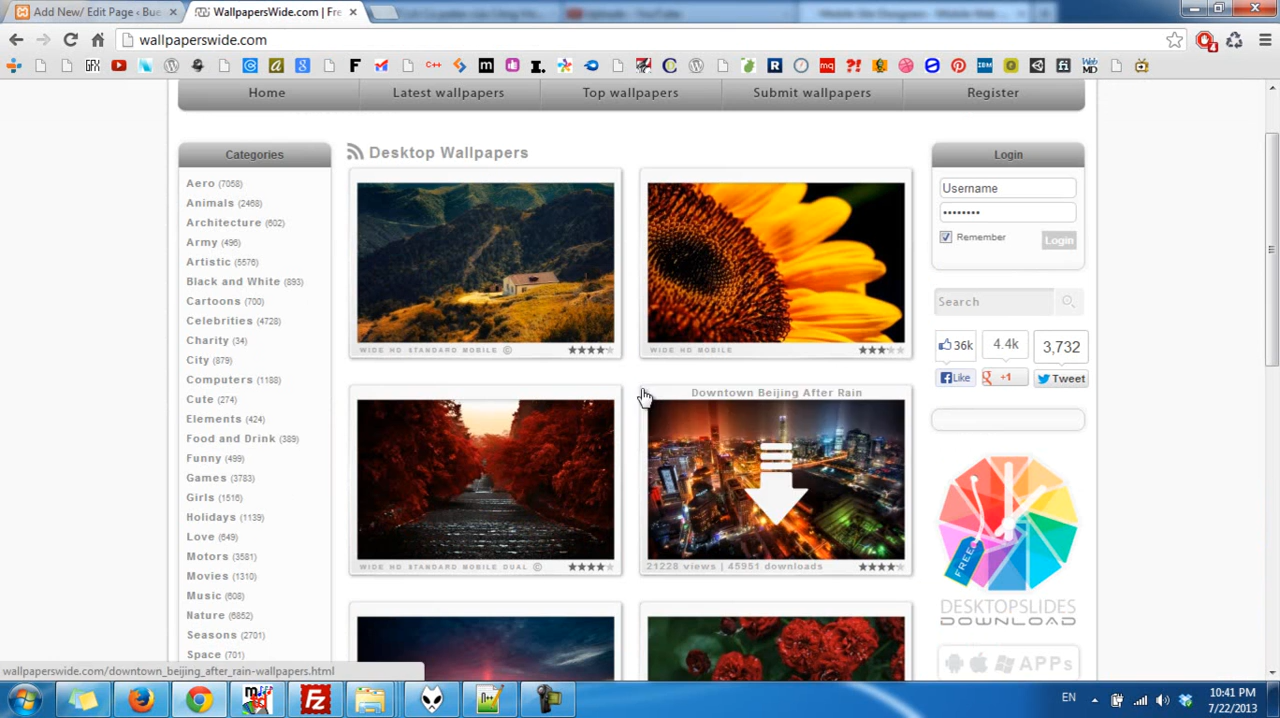 Add New/ Edit Page ‹ Bue
WallpapersWide.com | Fre
wallpaperswide.com
Home
Latest wallpapers
Top wallpapers
Submit wallpapers
Register
Categories
Aero (7058)
Animals (2468)
Architecture (602)
Army (496)
Artistic (5576)
Black and White (893)
Cartoons (700)
Celebrities (4728)
Charity (34)
City (879)
Computers (1188)
Cute (274)
Elements (424)
Food and Drink (389)
Funny (499)
Games (3783)
Girls (1516)
Holidays (1139)
Love (649)
Motors (3581)
Movies (1310)
Music (608)
Nature (6852)
Seasons (2701)
Space (701)
Desktop Wallpapers
WIDE HD STANDARD MOBILE ©
WIDE HD MOBILE
WIDE HD STANDARD MOBILE DUAL ©
Downtown Beijing After Rain
21228 views | 45951 downloads
Login
Username
••••••••
Remember
Login
Search
36k
4.4k
3,732
Like
+1
Tweet
FREE
DESKTOPSLIDES
DOWNLOAD
APPs
wallpaperswide.com/downtown_beijing_after_rain-wallpapers.html
EN
10:41 PM
7/22/2013